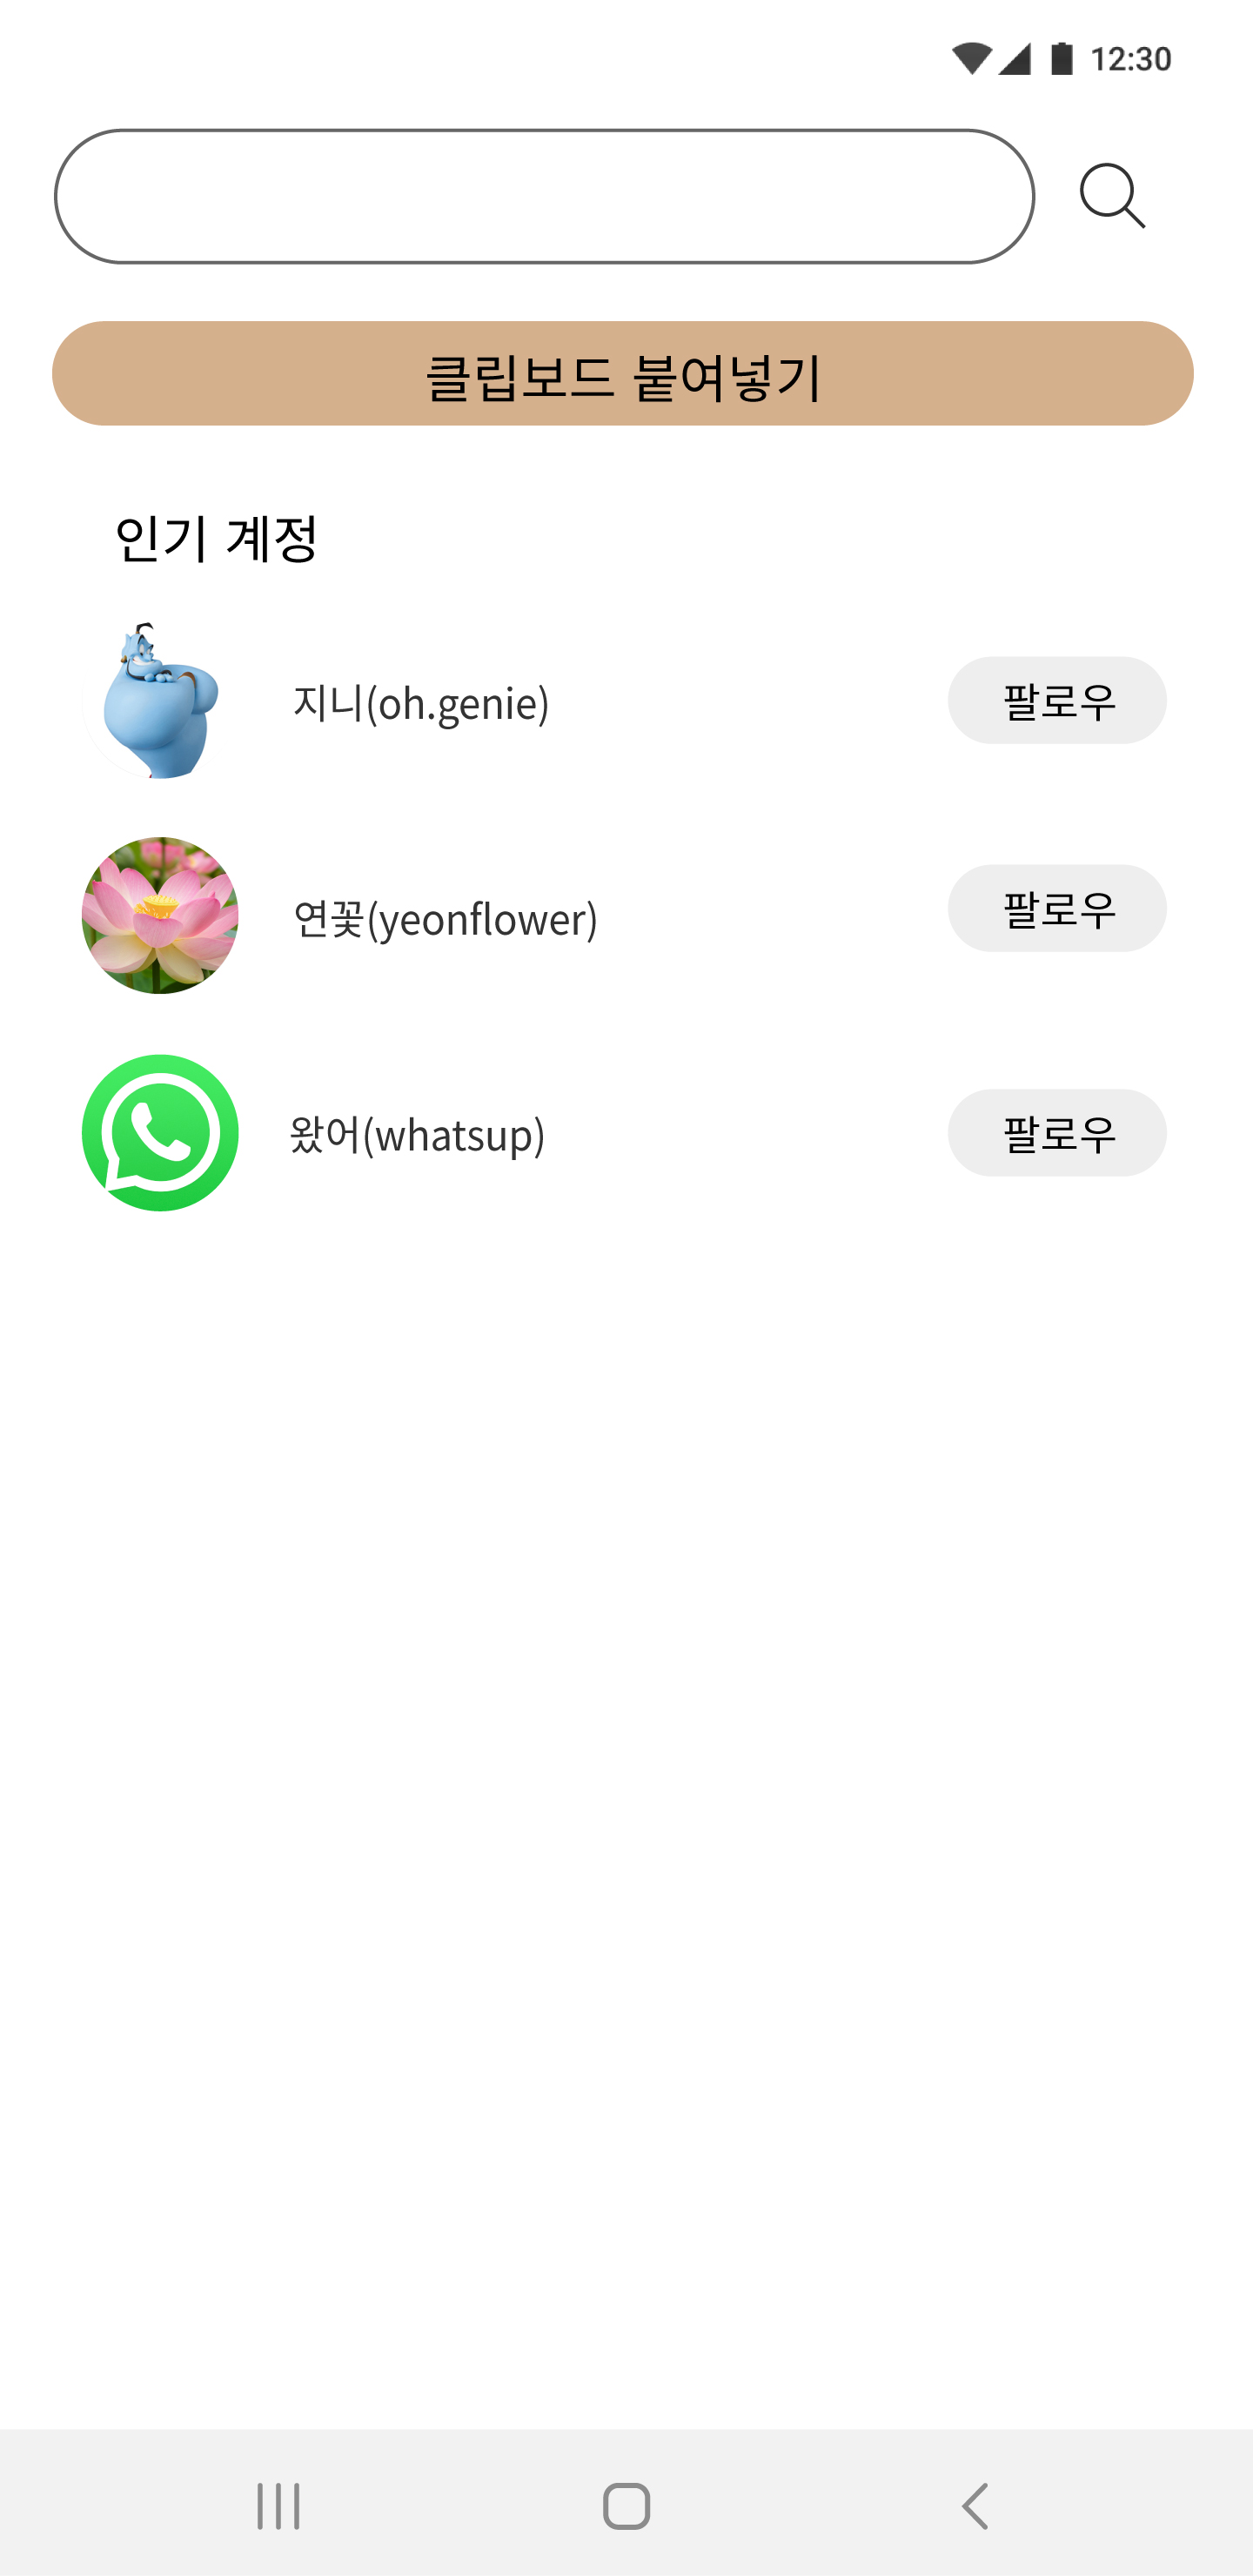 12:30
클립보드 붙여넣기
인기 계정
지니(oh.genie)
팔로우
연꽃(yeonflower)
팔로우
왔어(whatsup)
팔로우